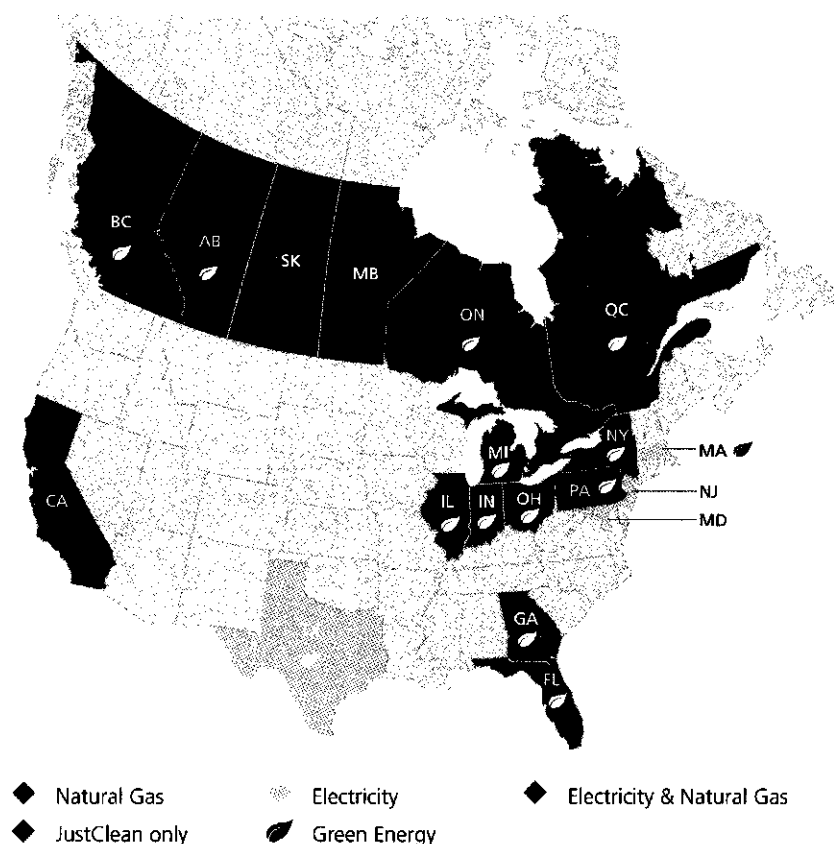 BC
AB
SK
MB
ON
QC
CA
MI
NY
MA
IL
IN
OH
PA
NJ
MD
GA
FL
Natural Gas
Electricity
Electricity & Natural Gas
JustClean only
Green Energy